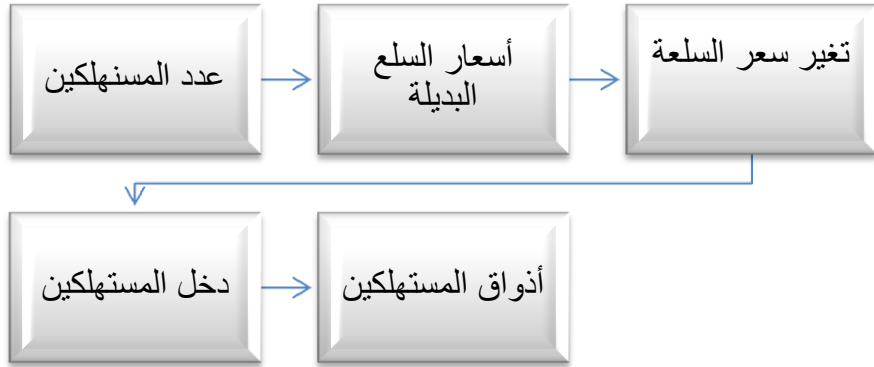 عدد المسنهلكين
أسعار السلع
البديلة
تغير سعر السلعة
دخل المستهلكين
أذواق المستهلكين